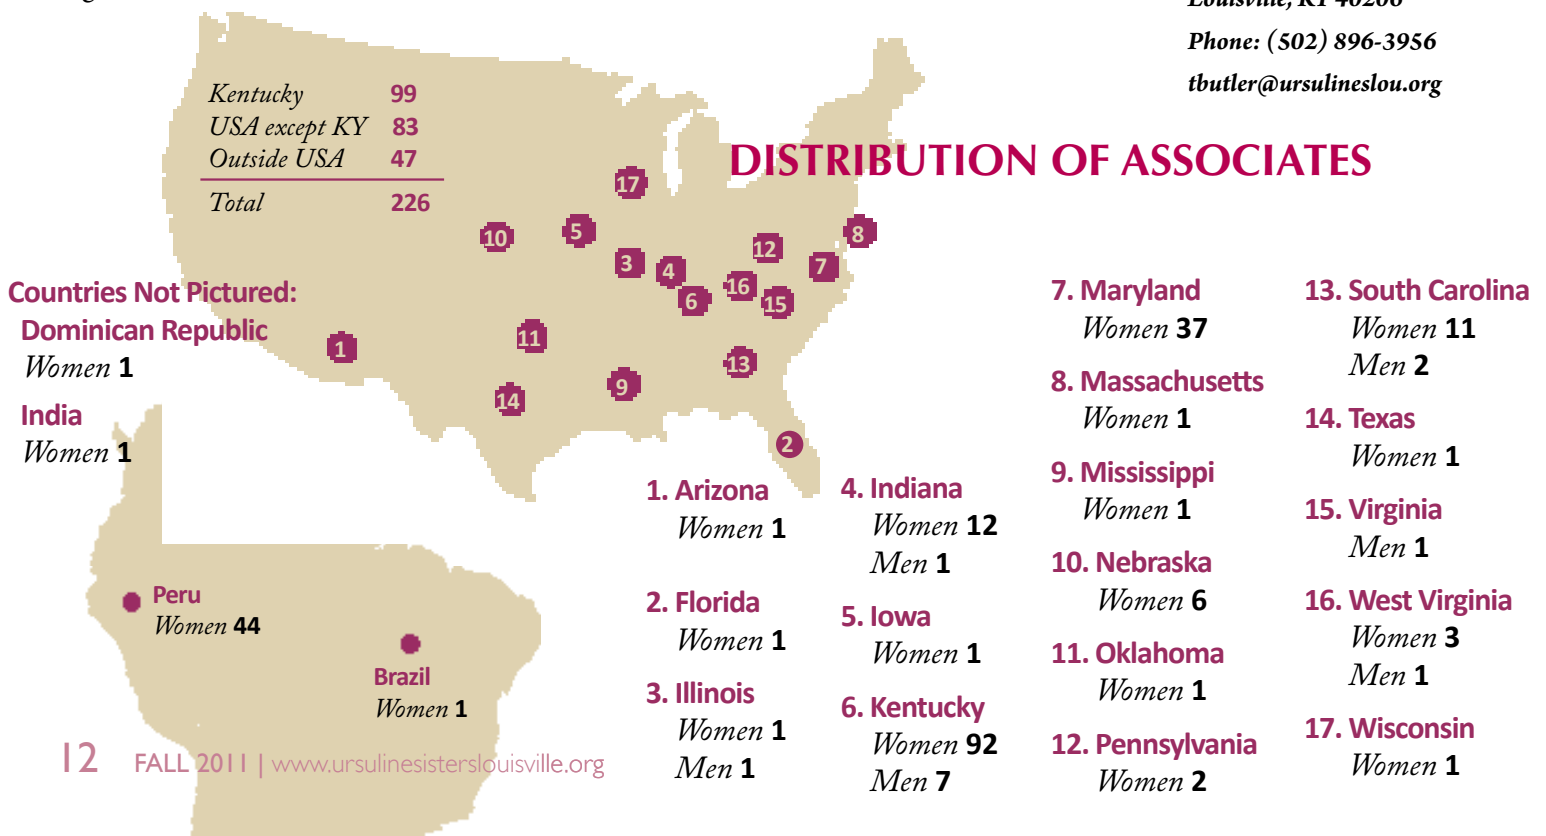 Louisville, KY 40206
Phone: (502) 896-3956
tbutler@ursulineslou.org
Kentucky 99
USA except KY 83
Outside USA 47
Total 226
DISTRIBUTION OF ASSOCIATES
17
10
5
3
4
6
16
12
15
7
8
1
11
14
9
13
2
Countries Not Pictured:
Dominican Republic
Women 1
India
Women 1
Peru
Women 44
Brazil
Women 1
1. Arizona
Women 1
2. Florida
Women 1
3. Illinois
Women 1
Men 1
4. Indiana
Women 12
Men 1
5. Iowa
Women 1
6. Kentucky
Women 92
Men 7
7. Maryland
Women 37
8. Massachusetts
Women 1
9. Mississippi
Women 1
10. Nebraska
Women 6
11. Oklahoma
Women 1
12. Pennsylvania
Women 2
13. South Carolina
Women 11
Men 2
14. Texas
Women 1
15. Virginia
Men 1
16. West Virginia
Women 3
Men 1
17. Wisconsin
Women 1
12 FALL 2011 | www.ursulinesisterslouisville.org